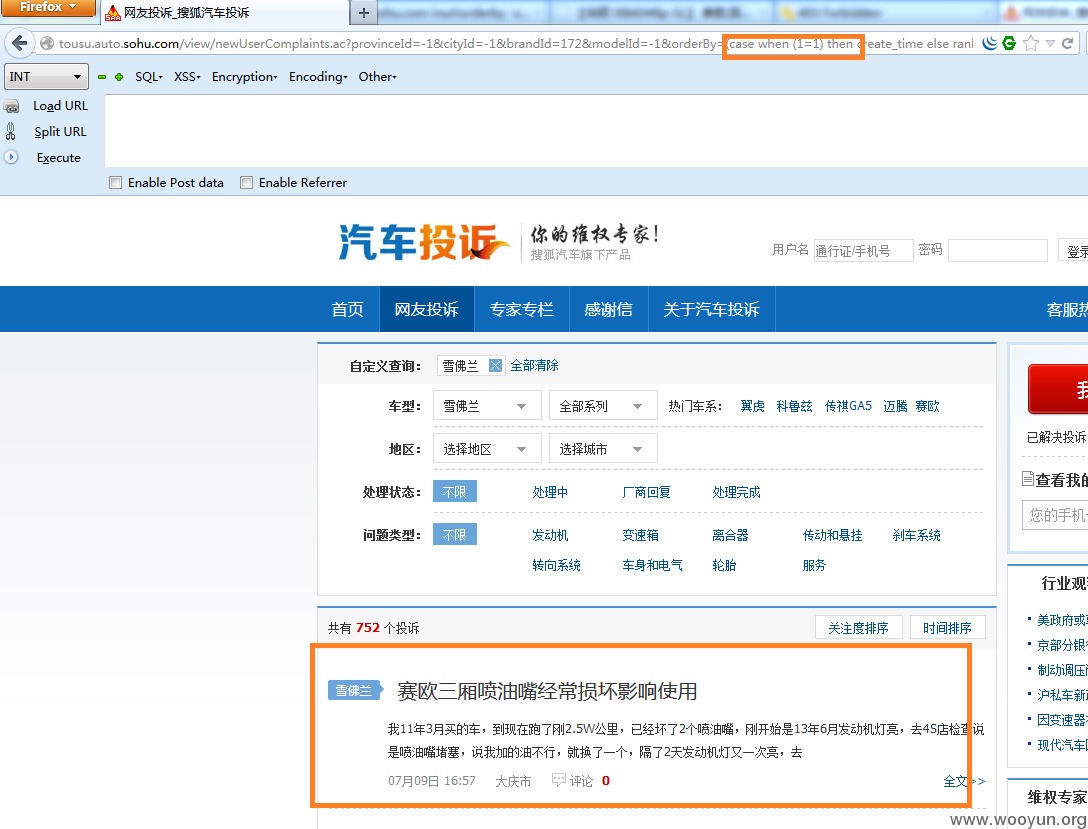 Firefox
网友投诉_搜狐汽车投诉
tousu.auto.sohu.com/view/newUserComplaints.ac?provinceId=-1&cityId=-1&brandId=172&modelId=-1&orderBy=(case when (1=1) then create_time else ran
INT SQL· XSS· Encryption· Encoding· Other·
Load URL
Split URL
Execute
Enable Post data Enable Referrer
汽车投诉 你的维权专家!
搜狐汽车旗下产品
用户名 通行证/手机号 密码 登录
首页 网友投诉 专家专栏 感谢信 关于汽车投诉 客服热
自定义查询: 雪佛兰 全部清除
车型: 雪佛兰 全部系列 热门车系: 翼虎 科鲁兹 传祺GA5 迈腾 赛欧
地区: 选择地区 选择城市
处理状态: 不限 处理中 厂商回复 处理完成
问题类型: 不限 发动机 变速箱 离合器 传动和悬挂 刹车系统
转向系统 车身和电气 轮胎 服务
共有 752 个投诉 关注度排序 时间排序
雪佛兰 赛欧三厢喷油嘴经常损坏影响使用
我11年3月买的车，到现在跑了刚2.5W公里，已经坏了2个喷油嘴，刚开始是13年6月发动机灯亮，去4S店检查说
是喷油嘴堵塞，说我加的油不行，就换了一个，隔了2天发动机灯又一次亮，去
07月09日 16:57 大庆市 评论 0 全文>>
我
已解决投诉
查看我的
您的手机
行业观
美政府或
京部分银
制动调压
沪私车新
因变速器
现代汽车
维权专家
www.wooyun.org